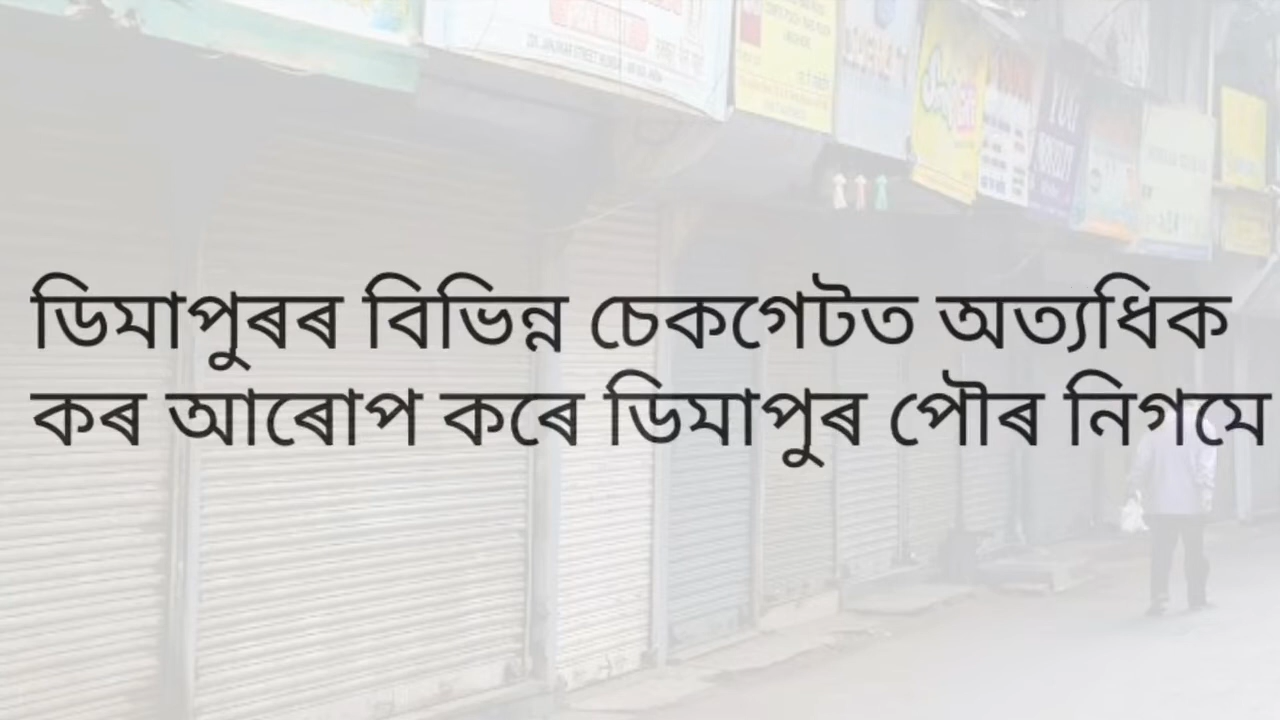 ডিমাপুৰৰ বিভিন্ন চেকগেটত অত্যধিক
কৰ আৰোপ কৰে ডিমাপুৰ পৌৰ নিগমে